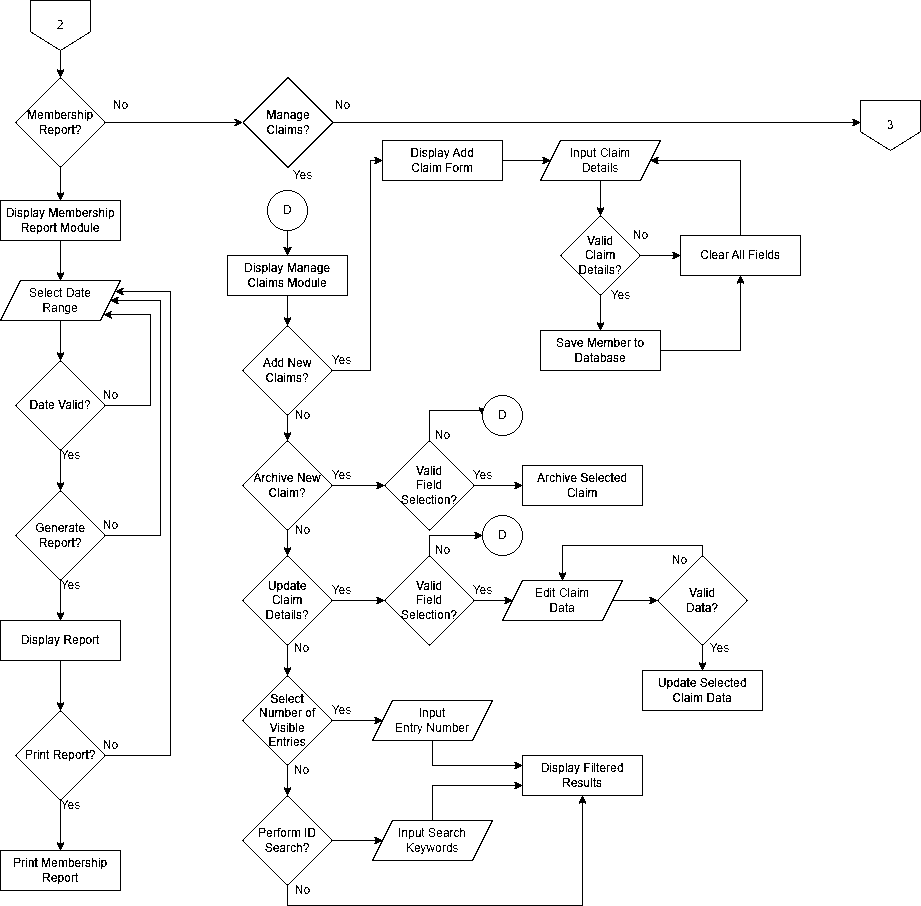 2
Membership
Report?
No
Manage
Claims?
No
3
Yes
Display Membership
Report Module
Select Date
Range
Date Valid?
No
Yes
Generate
Report?
No
Yes
Display Report
Print Report?
No
Yes
Print Membership
Report
D
Display Manage
Claims Module
Add New
Claims?
Yes
No
Display Add
Claim Form
Input Claim
Details
Valid
Claim
Details?
No
Clear All Fields
Yes
Save Member to
Database
Archive New
Claim?
Yes
No
Valid
Field
Selection?
No
D
Yes
Archive Selected
Claim
Update
Claim
Details?
Yes
No
Valid
Field
Selection?
No
D
Yes
Edit Claim
Data
No
Valid
Data?
Yes
Update Selected
Claim Data
Select
Number of
Visible
Entries
Yes
No
Input
Entry Number
Display Filtered
Results
Perform ID
Search?
No
Input Search
Keywords